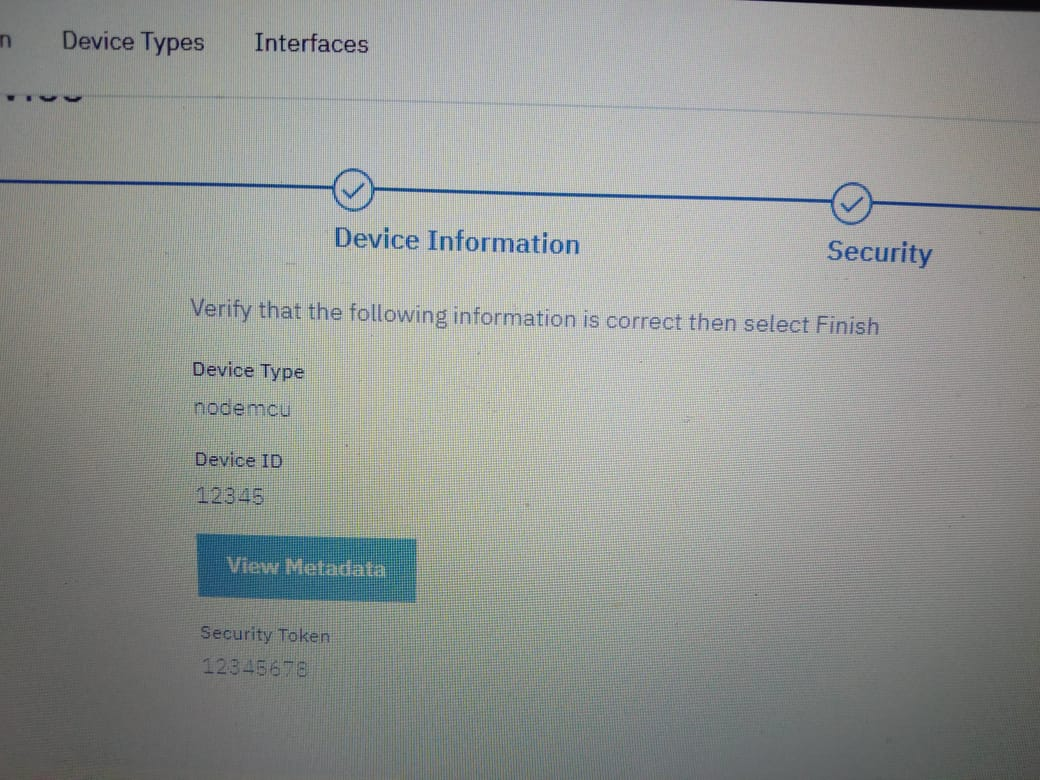 Device Types Interfaces
Device Information Security
Verify that the following information is correct then select Finish
Device Type
nodemcu
Device ID
12345
View Metadata
Security Token
12345678